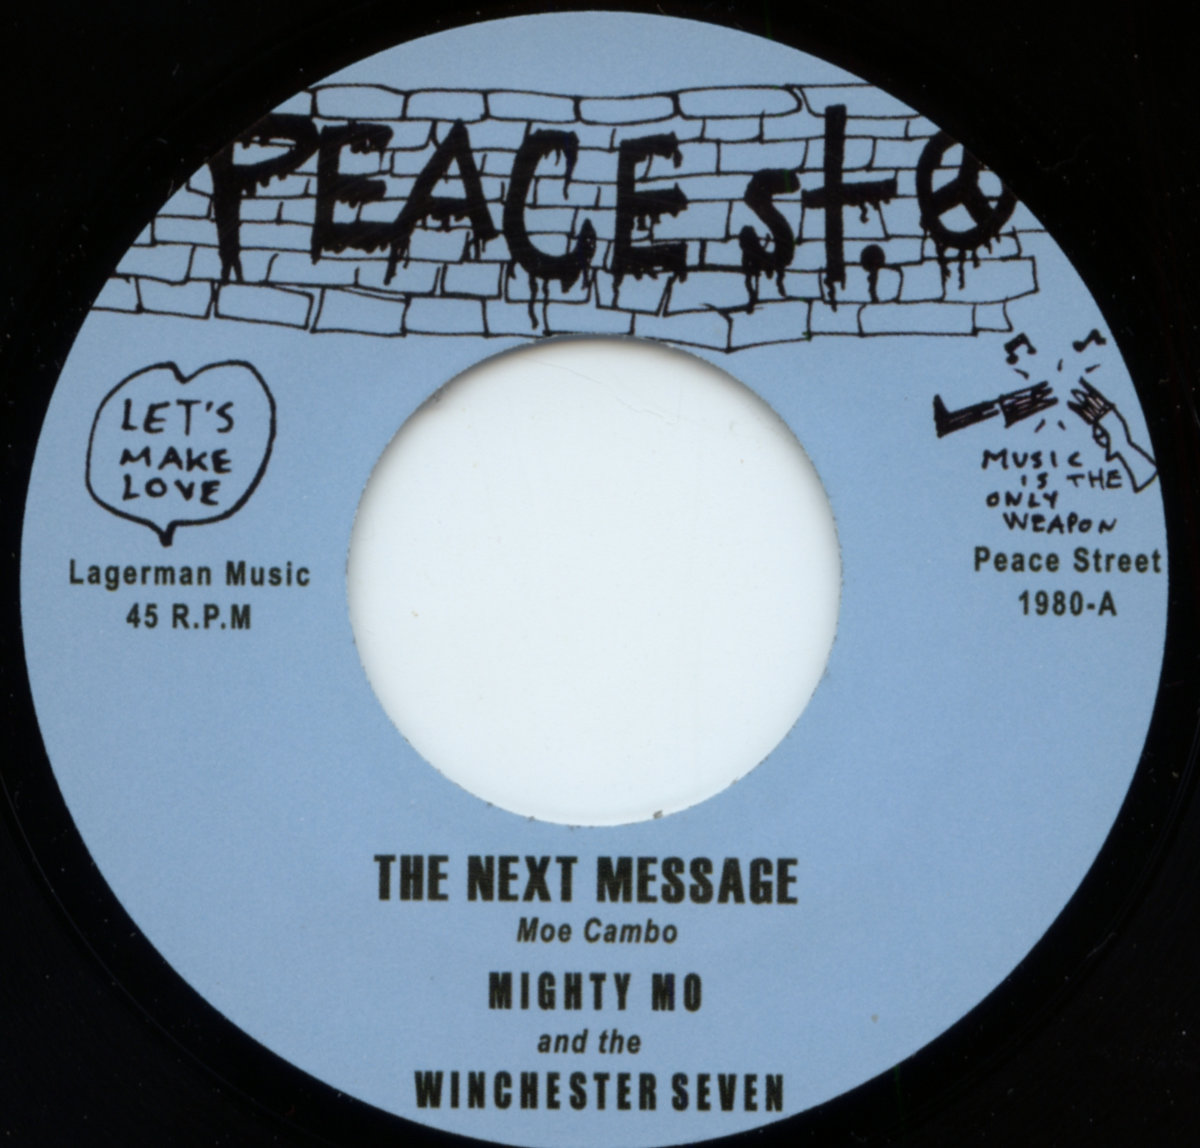 PEACE st.
LET'S
MAKE
LOVE
Lagerman Music
45 R.P.M
MUSIC
IS THE
ONLY
WEAPON
Peace Street
1980-A
THE NEXT MESSAGE
Moe Cambo
MIGHTY MO
and the
WINCHESTER SEVEN